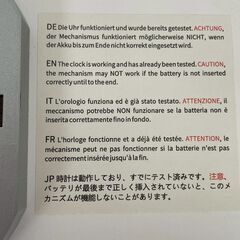 DE Die Uhr funktioniert und wurde bereits getestet. ACHTUNG,
der Mechanismus funktioniert möglicherweise NICHT, wenn
der Akku bis zum Ende nicht korrekt eingesetzt wird.
EN The clock is working and has already been tested. CAUTION,
the mechanism may NOT work if the battery is not inserted
correctly until to the end.
IT L'orologio funziona ed è già stato testato. ATTENZIONE, il
meccanismo potrebbe NON funzionare se la batteria non è
inserita correttamente fino in fondo.
FR L'horloge fonctionne et a déjà été testée. ATTENTION, le
mécanisme peut ne pas fonctionner si la batterie n'est pas
correctement insérée jusqu'à la fin.
JP 時計は動作しており、すでにテスト済みです。注意、
バッテリが最後まで正しく挿入されていないと、このメ
カニズムが機能しないことがあります。